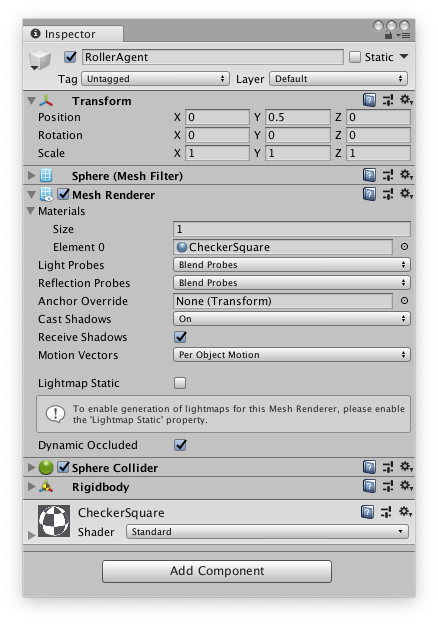 Inspector
RollerAgent Static
Tag Untagged Layer Default
Transform
Position X 0 Y 0.5 Z 0
Rotation X 0 Y 0 Z 0
Scale X 1 Y 1 Z 1
Sphere (Mesh Filter)
Mesh Renderer
Materials
Size 1
Element 0 CheckerSquare
Light Probes Blend Probes
Reflection Probes Blend Probes
Anchor Override None (Transform)
Cast Shadows On
Receive Shadows
Motion Vectors Per Object Motion
Lightmap Static
To enable generation of lightmaps for this Mesh Renderer, please enable
the 'Lightmap Static' property.
Dynamic Occluded
Sphere Collider
Rigidbody
CheckerSquare
Shader Standard
Add Component